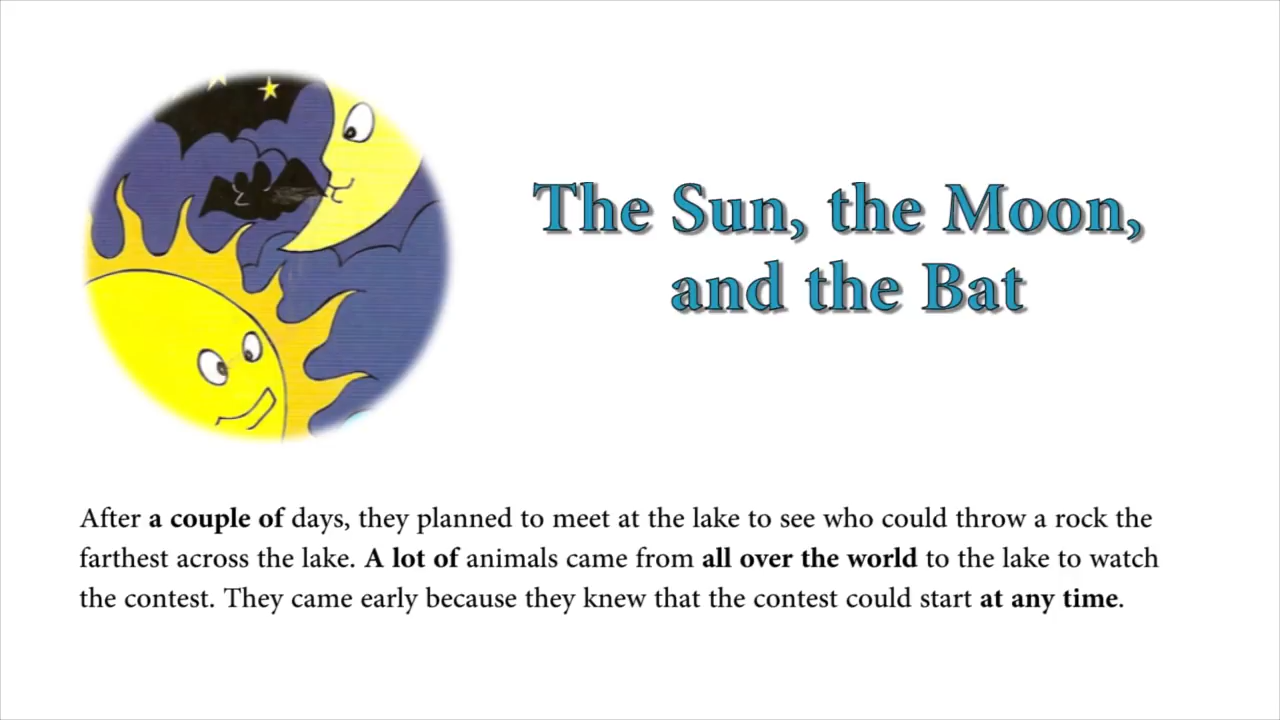 The Sun, the Moon,
and the Bat
After a couple of days, they planned to meet at the lake to see who could throw a rock the
farthest across the lake. A lot of animals came from all over the world to the lake to watch
the contest. They came early because they knew that the contest could start at any time.